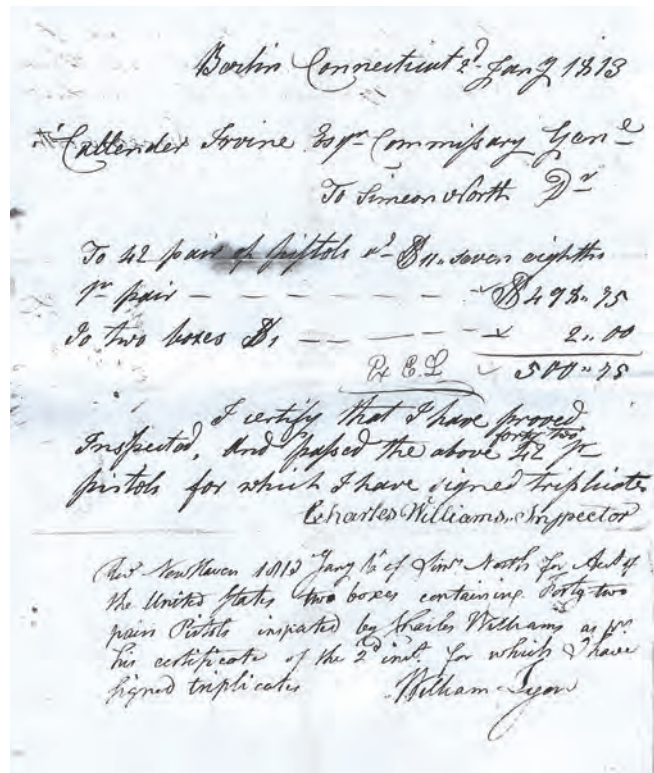 Berlin Connecticut 2d Jany 1813
Callender Irvine Esqr Commissary Genl
To Simeon North Dr
To 42 pair of pistols at $11,, seven eighths
pr pair — — — — — — $498,,75
To two boxes $1 — — — — 2,,00
Ex E. L 500,,75
I certify that I have proved
Inspected, And passed the above forty two 42 pr
pistols for which I have signed triplicates
Charles Williams,, Inspector
Recd New Haven 1813 Jany of Simn North for Act of
the United States two boxes containing Forty-two
pairs Pistols inspected by Charles Williams as pr
his certificate of the 2d inst. for which I have
signed triplicates William Lyon